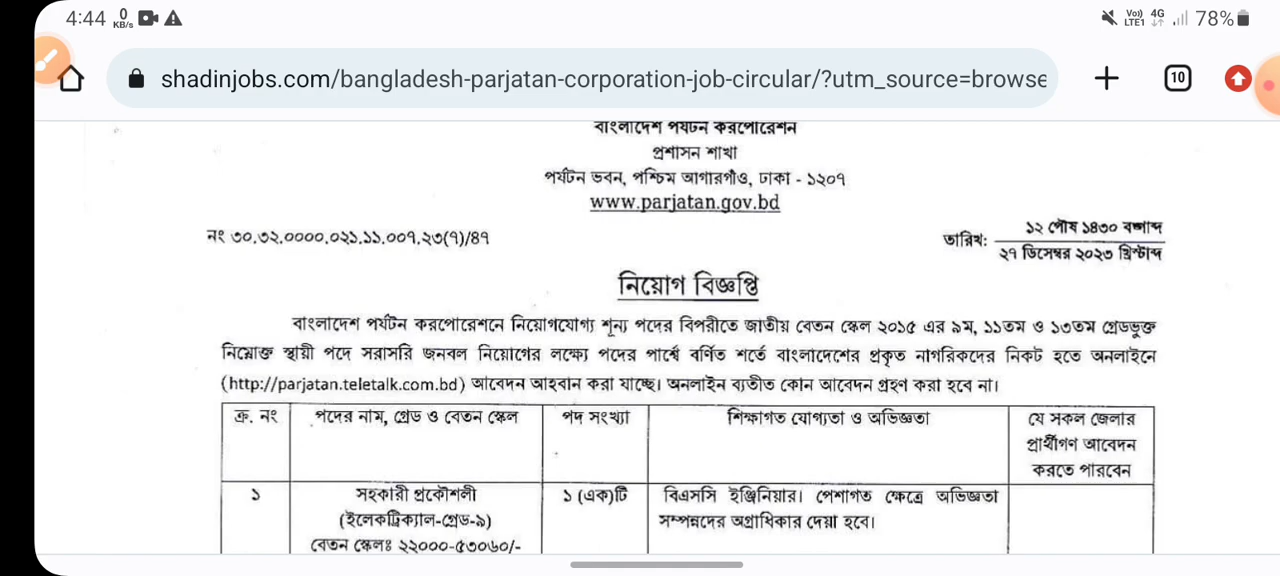 4:44
0
KB/s
Vo))
LTE1
4G
78%
shadinjobs.com/bangladesh-parjatan-corporation-job-circular/?utm_source=browse
10
বাংলাদেশ পর্যটন করপোরেশন
প্রশাসন শাখা
পর্যটন ভবন, পশ্চিম আগারগাঁও, ঢাকা - ১২০৭
www.parjatan.gov.bd
নং ৩০.৩২.০০০০.০২১.১১.০০৭.২৩(৭)/৪৭
তারিখ:
১২ পৌষ ১৪৩০ বঙ্গাব্দ
২৭ ডিসেম্বর ২০২৩ খ্রিস্টাব্দ
নিয়োগ বিজ্ঞপ্তি
বাংলাদেশ পর্যটন করপোরেশনে নিয়োগযোগ্য শূন্য পদের বিপরীতে জাতীয় বেতন স্কেল ২০১৫ এর ৯ম, ১১তম ও ১৩তম গ্রেডভুক্ত
নিম্নোক্ত স্থায়ী পদে সরাসরি জনবল নিয়োগের লক্ষ্যে পদের পার্শ্বে বর্ণিত শর্তে বাংলাদেশের প্রকৃত নাগরিকদের নিকট হতে অনলাইনে
(http://parjatan.teletalk.com.bd) আবেদন আহবান করা যাচ্ছে। অনলাইন ব্যতীত কোন আবেদন গ্রহণ করা হবে না।
ক্র. নং
পদের নাম, গ্রেড ও বেতন স্কেল
পদ সংখ্যা
শিক্ষাগত যোগ্যতা ও অভিজ্ঞতা
যে সকল জেলার
প্রার্থীগণ আবেদন
করতে পারবেন
১
সহকারী প্রকৌশলী
(ইলেকট্রিক্যাল-গ্রেড-৯)
বেতন স্কেলঃ ২২০০০-৫৩০৬০/-
১ (এক)টি
বিএসসি ইঞ্জিনিয়ার। পেশাগত ক্ষেত্রে অভিজ্ঞতা
সম্পন্নদের অগ্রাধিকার দেয়া হবে।